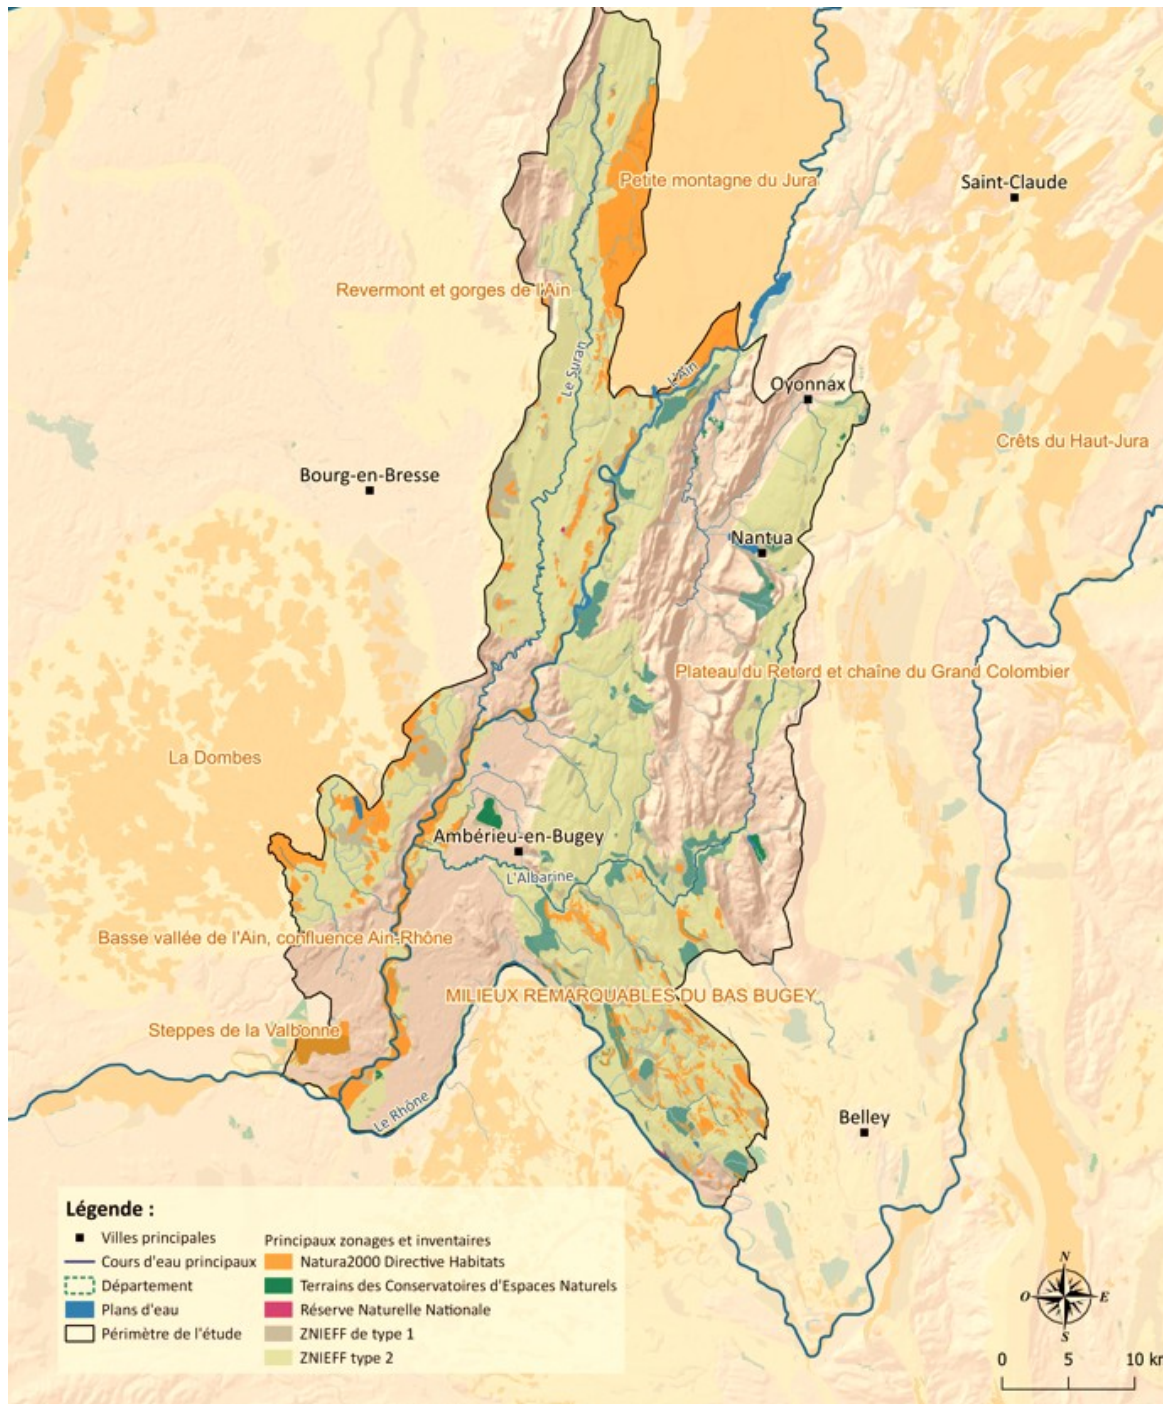 Saint-Claude
Petite montagne du Jura
Revermont et gorges de l'Ain
Le Suran
L'Ain
Oyonnax
Crêts du Haut-Jura
Bourg-en-Bresse
Nantua
Plateau du Retord et chaîne du Grand Colombier
La Dombes
Ambérieu-en-Bugey
L'Albarine
Basse vallée de l'Ain, confluence Ain-Rhône
MILIEUX REMARQUABLES DU BAS BUGEY
Steppes de la Valbonne
Le Rhône
Belley
Légende :
Villes principales
Cours d'eau principaux
Département
Plans d'eau
Périmètre de l'étude
Principaux zonages et inventaires
Natura2000 Directive Habitats
Terrains des Conservatoires d'Espaces Naturels
Réserve Naturelle Nationale
ZNIEFF de type 1
ZNIEFF type 2
N
O E
S
0 5 10 km